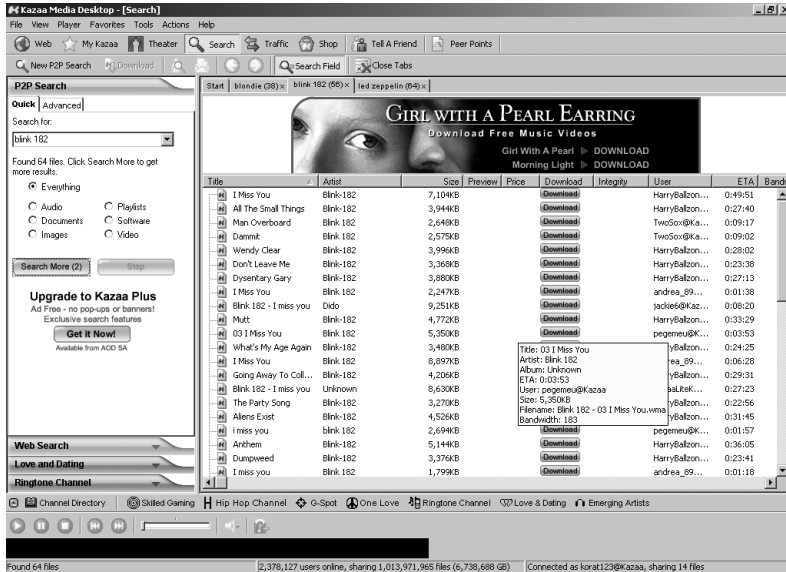 Kazaa Media Desktop - [Search]
File View Player Favorites Tools Actions Help
Web My Kazaa Theater Search Traffic Shop Tell A Friend Peer Points
New P2P Search Download Search Field Close Tabs
P2P Search
Quick Advanced
Search for:
blink 182
Found 64 files. Click Search More to get
more results.
Everything
Audio Playlists
Documents Software
Images Video
Search More (2) Stop
Upgrade to Kazaa Plus
Ad Free - no pop-ups or banners!
Exclusive search features
Get it Now!
Available from AOD SA
Web Search
Love and Dating
Ringtone Channel
Start blondie (38) x blink 182 (66) x led zeppelin (64) x
GIRL WITH A PEARL EARRING
Download Free Music Videos
Girl With A Pearl DOWNLOAD
Morning Light DOWNLOAD
Title Artist Size Preview Price Download Integrity User ETA Bandw
I Miss You Blink-182 7,104KB Download HarryBallzon... 0:49:51
All The Small Things Blink-182 3,944KB Download HarryBallzon... 0:27:40
Man Overboard Blink-182 2,648KB Download TwoSox@Ka... 0:09:17
Dammit Blink-182 2,575KB Download TwoSox@Ka... 0:09:02
Wendy Clear Blink-182 3,996KB Download HarryBallzon... 0:28:02
Don't Leave Me Blink-182 3,368KB Download HarryBallzon... 0:23:38
Dysentary Gary Blink-182 3,880KB Download HarryBallzon... 0:27:13
I Miss You Blink-182 2,247KB Download andrea_89... 0:01:38
Blink 182 - I miss you Dido 9,251KB Download jackie6@Kaz... 0:08:20
Mutt Blink-182 4,772KB Download HarryBallzon... 0:33:29
03 I Miss You Blink 182 5,350KB Download pegemeu@K... 0:03:53
What's My Age Again Blink-182 3,480KB ryBallzon... 0:24:25
I Miss You Blink-182 8,897KB rea_89... 0:06:28
Going Away To Coll... Blink-182 4,206KB ryBallzon... 0:29:31
Blink 182 - I miss you Unknown 8,630KB aaLiteK... 0:27:23
The Party Song Blink-182 3,270KB ryBallzon... 0:22:56
Aliens Exist Blink-182 4,526KB ryBallzon... 0:31:45
i miss you blink 182 2,694KB Download pegemeu@K... 0:01:57
Anthem Blink-182 5,144KB Download HarryBallzon... 0:36:05
Dumpweed Blink-182 3,376KB Download HarryBallzon... 0:23:41
I miss you Blink 182 1,799KB Download andrea_89... 0:01:18
Title: 03 I Miss You
Artist: Blink 182
Album: Unknown
ETA: 0:03:53
User: pegemeu@Kazaa
Size: 5,350KB
Filename: Blink 182 - 03 I Miss You.wma
Bandwidth: 183
Channel Directory Skilled Gaming Hip Hop Channel G-Spot One Love Ringtone Channel Love & Dating Emerging Artists
Found 64 files 2,378,127 users online, sharing 1,013,971,965 files (6,738,688 GB) Connected as korat123@Kazaa, sharing 14 files